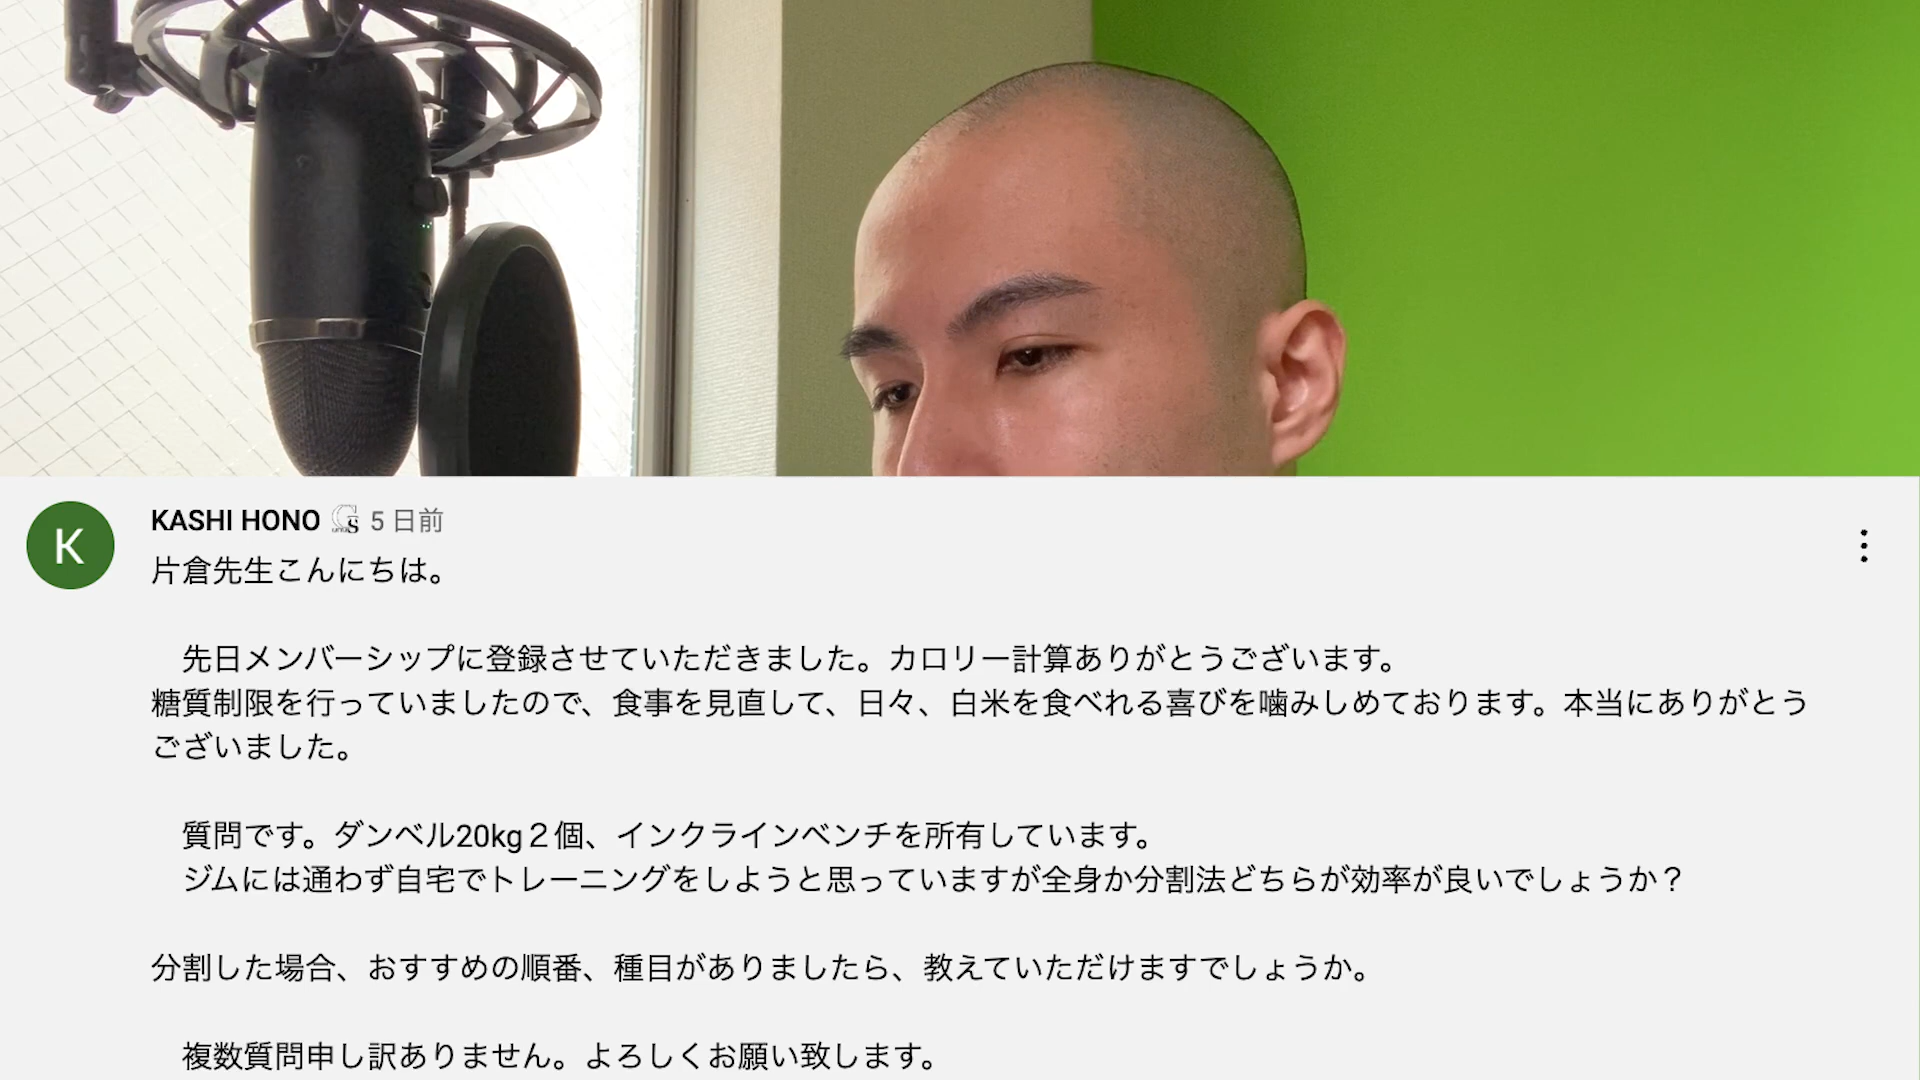 K
KASHI HONO 5 日前
片倉先生こんにちは。
先日メンバーシップに登録させていただきました。カロリー計算ありがとうございます。
糖質制限を行っていましたので、食事を見直して、日々、白米を食べれる喜びを噛みしめております。本当にありがとう
ございました。
質問です。ダンベル20kg２個、インクラインベンチを所有しています。
ジムには通わず自宅でトレーニングをしようと思っていますが全身か分割法どちらが効率が良いでしょうか？
分割した場合、おすすめの順番、種目がありましたら、教えていただけますでしょうか。
複数質問申し訳ありません。よろしくお願い致します。